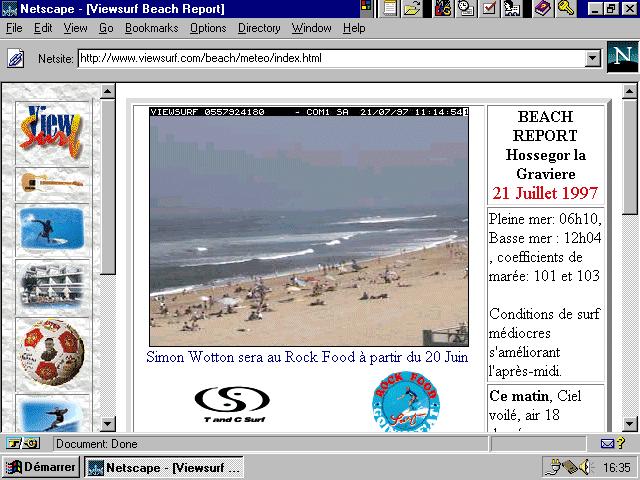 Netscape - [Viewsurf Beach Report]
File Edit View Go Bookmarks Options Directory Window Help
Netsite: http://www.viewsurf.com/beach/meteo/index.html
N
View
Surf
VIEWSURF 0557924180 - COM1 SA 21/07/97 11:14:54
Simon Wotton sera au Rock Food à partir du 20 Juin
T and C Surf
ROCK FOOD
BEACH
REPORT
Hossegor la
Graviere
21 Juillet 1997
Pleine mer: 06h10,
Basse mer : 12h04
, coefficients de
marée: 101 et 103
Conditions de surf
médiocres
s'améliorant
l'après-midi.
Ce matin, Ciel
voilé, air 18
Document: Done
Démarrer
Netscape - [Viewsurf ...
16:35